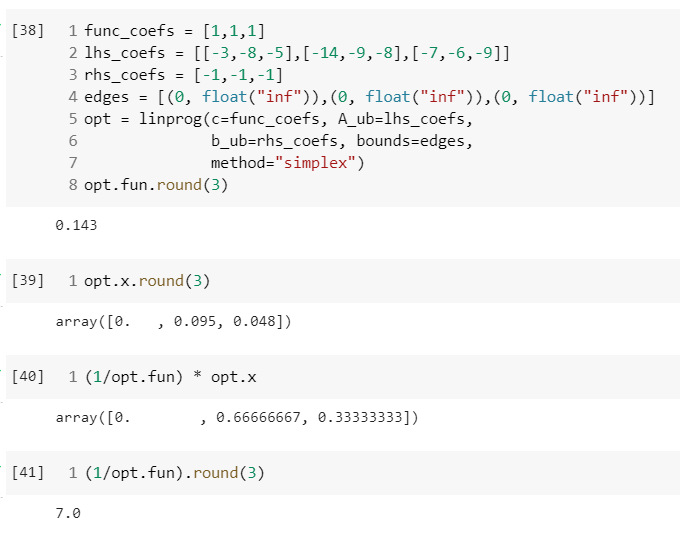 [38] 1 func_coefs = [1,1,1]
2 lhs_coefs = [[-3,-8,-5],[-14,-9,-8],[-7,-6,-9]]
3 rhs_coefs = [-1,-1,-1]
4 edges = [(0, float("inf")),(0, float("inf")),(0, float("inf"))]
5 opt = linprog(c=func_coefs, A_ub=lhs_coefs,
6 b_ub=rhs_coefs, bounds=edges,
7 method="simplex")
8 opt.fun.round(3)
0.143
[39] 1 opt.x.round(3)
array([0.   , 0.095, 0.048])
[40] 1 (1/opt.fun) * opt.x
array([0.        , 0.66666667, 0.33333333])
[41] 1 (1/opt.fun).round(3)
7.0